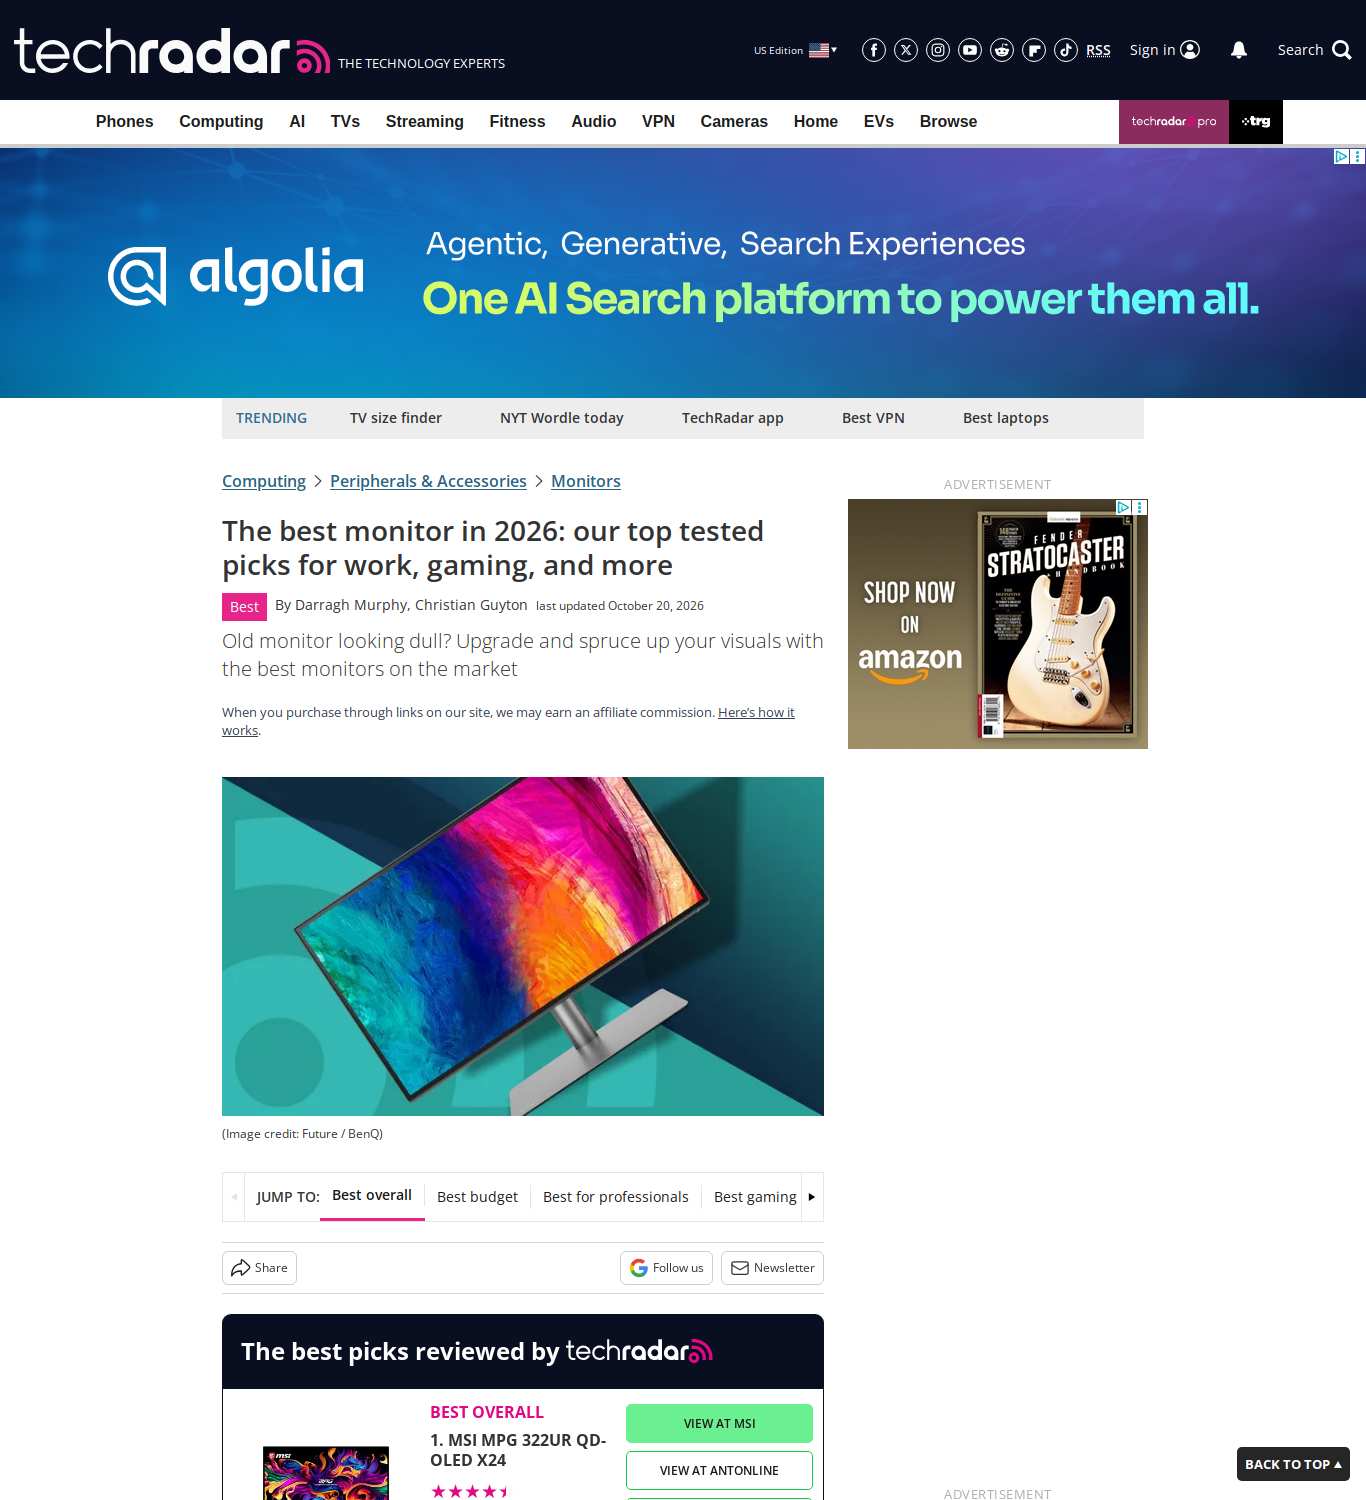 techradar THE TECHNOLOGY EXPERTS
US Edition
RSS
Sign in
Search
Phones Computing AI TVs Streaming Fitness Audio VPN Cameras Home EVs Browse
techradar pro
trg
algolia
Agentic, Generative, Search Experiences
One AI Search platform to power them all.
TRENDING
TV size finder
NYT Wordle today
TechRadar app
Best VPN
Best laptops
Computing > Peripherals & Accessories > Monitors
The best monitor in 2026: our top tested
picks for work, gaming, and more
Best
By Darragh Murphy, Christian Guyton last updated October 20, 2026
Old monitor looking dull? Upgrade and spruce up your visuals with
the best monitors on the market
When you purchase through links on our site, we may earn an affiliate commission. Here's how it
works.
ADVERTISEMENT
SHOP NOW
ON
amazon
FENDER
STRATOCASTER
HANDBOOK
(Image credit: Future / BenQ)
JUMP TO:
Best overall
Best budget
Best for professionals
Best gaming
Share
Follow us
Newsletter
The best picks reviewed by techradar
BEST OVERALL
1. MSI MPG 322UR QD-
OLED X24
msi
VIEW AT MSI
VIEW AT ANTONLINE
BACK TO TOP
ADVERTISEMENT